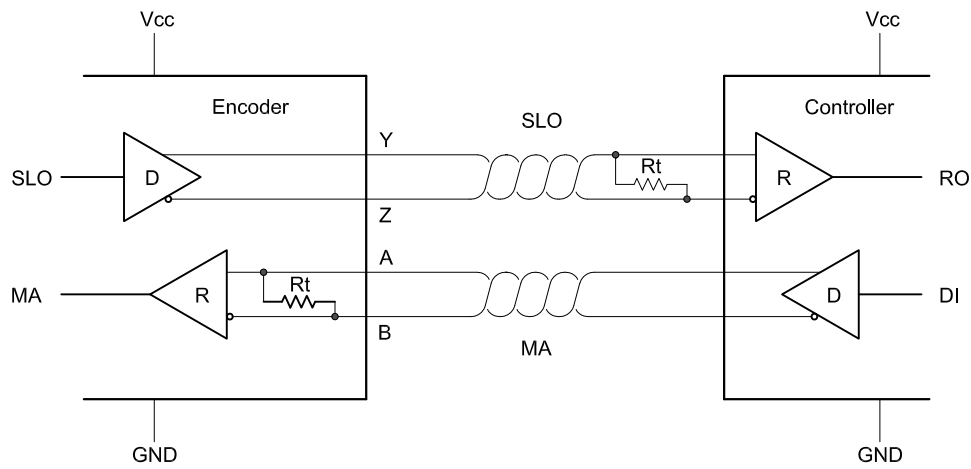 Vcc
Vcc
Encoder
Controller
SLO
Y
SLO
D
Rt
R
RO
Z
A
MA
R
Rt
D
DI
B
MA
GND
GND